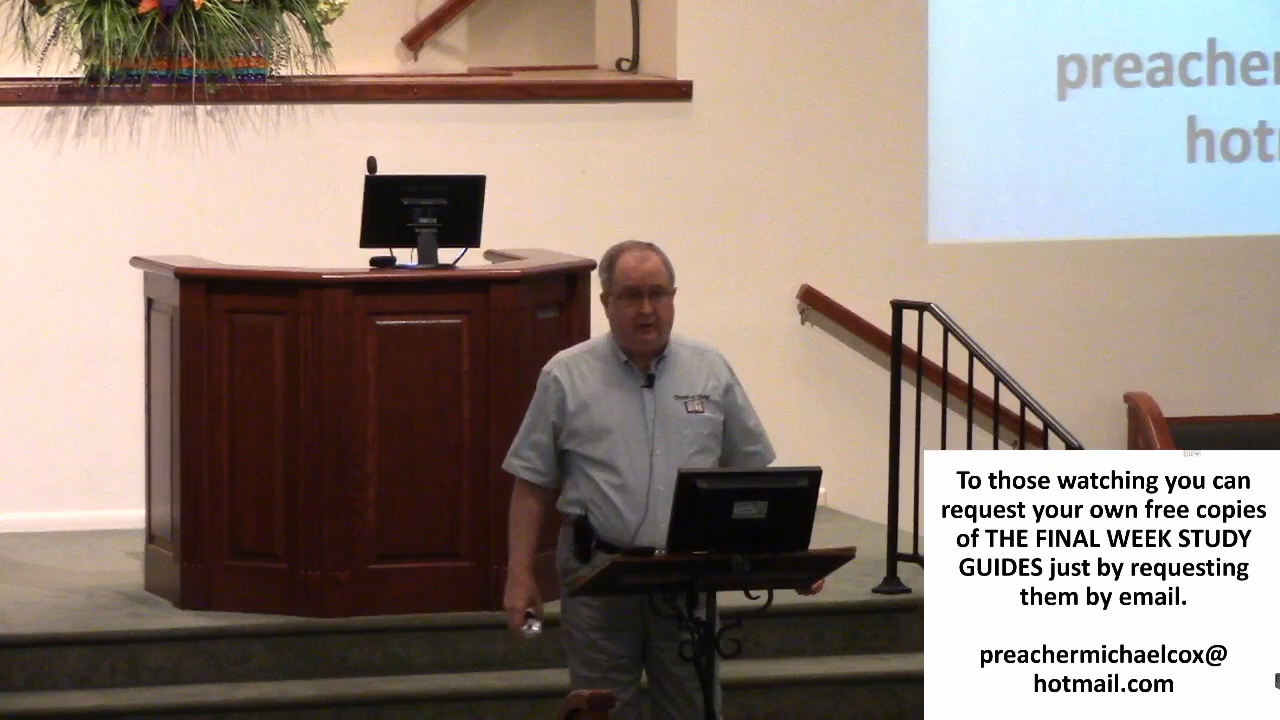 preacher
hot
To those watching you can
request your own free copies
of THE FINAL WEEK STUDY
GUIDES just by requesting
them by email.
preachermichaelcox@
hotmail.com